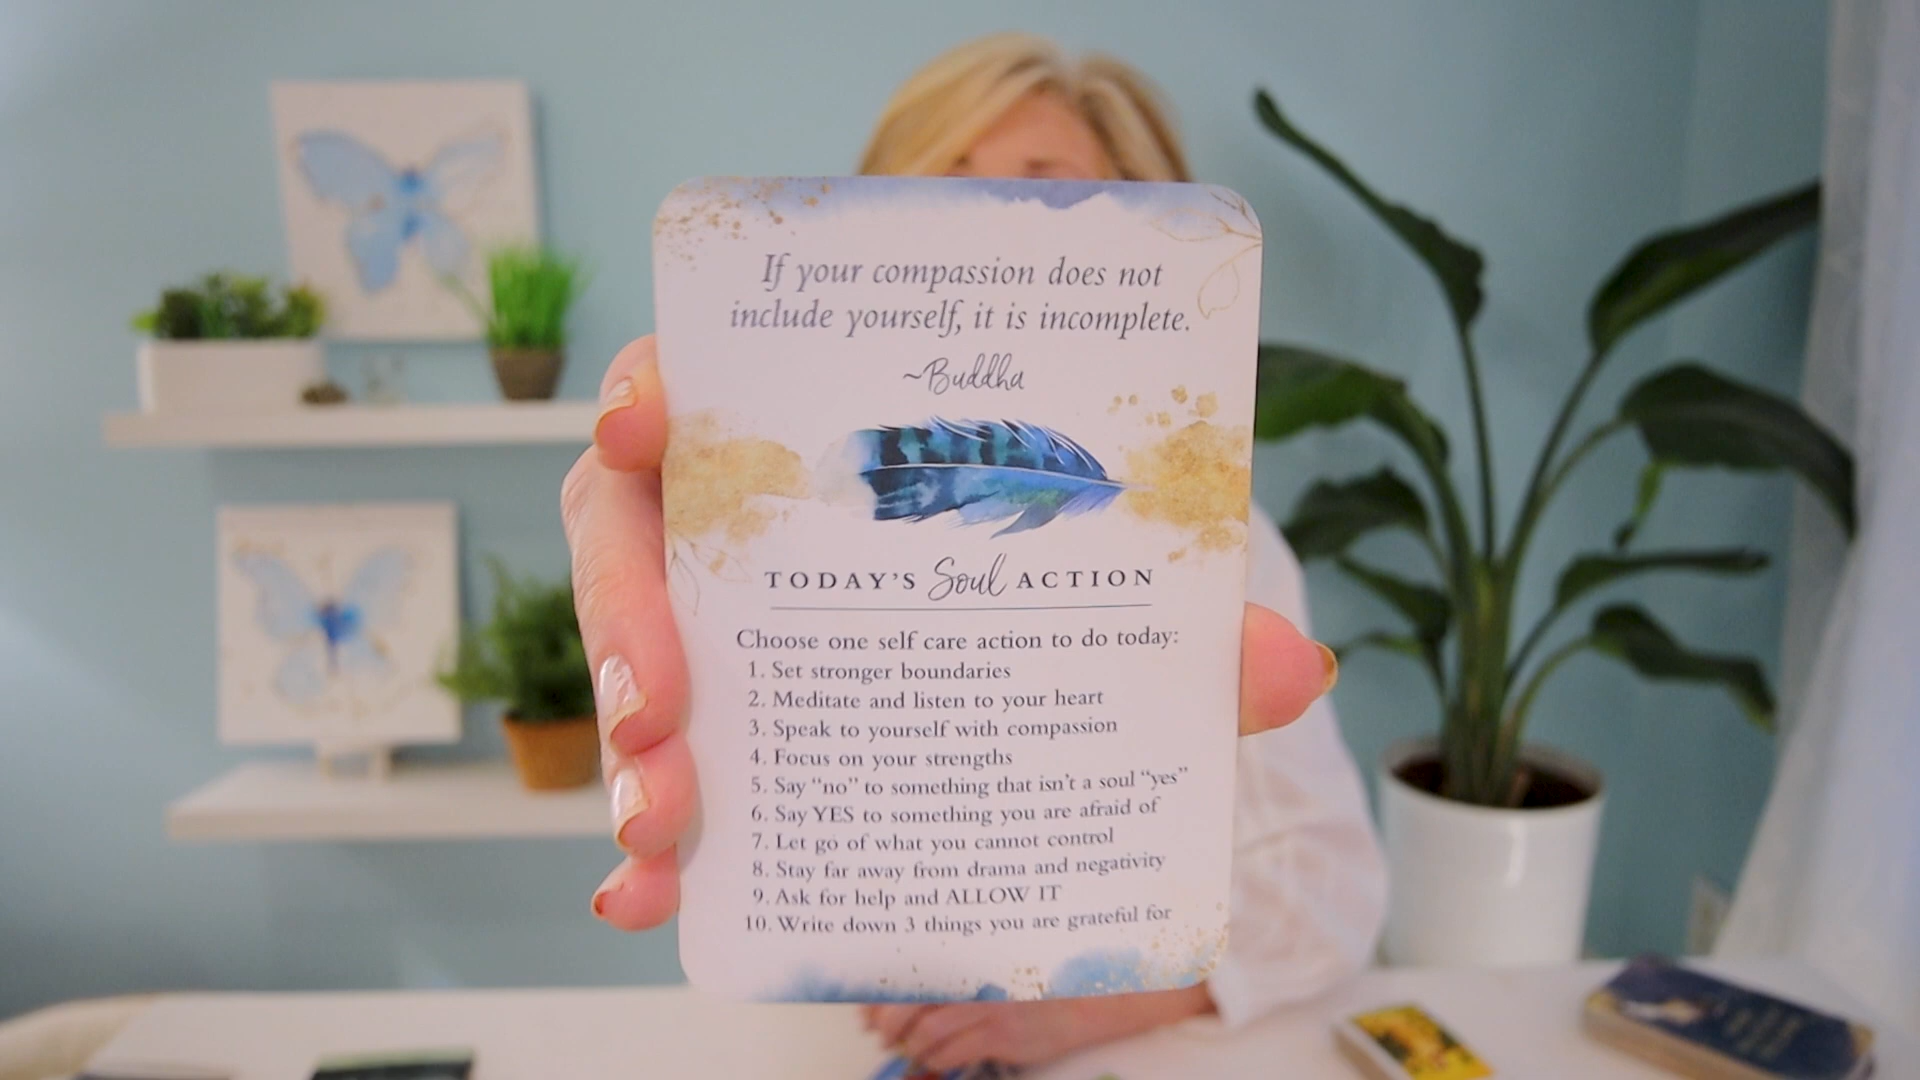 If your compassion does not
include yourself, it is incomplete.
~Buddha
TODAY'S Soul ACTION
Choose one self care action to do today:
1. Set stronger boundaries
2. Meditate and listen to your heart
3. Speak to yourself with compassion
4. Focus on your strengths
5. Say "no" to something that isn't a soul "yes"
6. Say YES to something you are afraid of
7. Let go of what you cannot control
8. Stay far away from drama and negativity
9. Ask for help and ALLOW IT
10. Write down 3 things you are grateful for